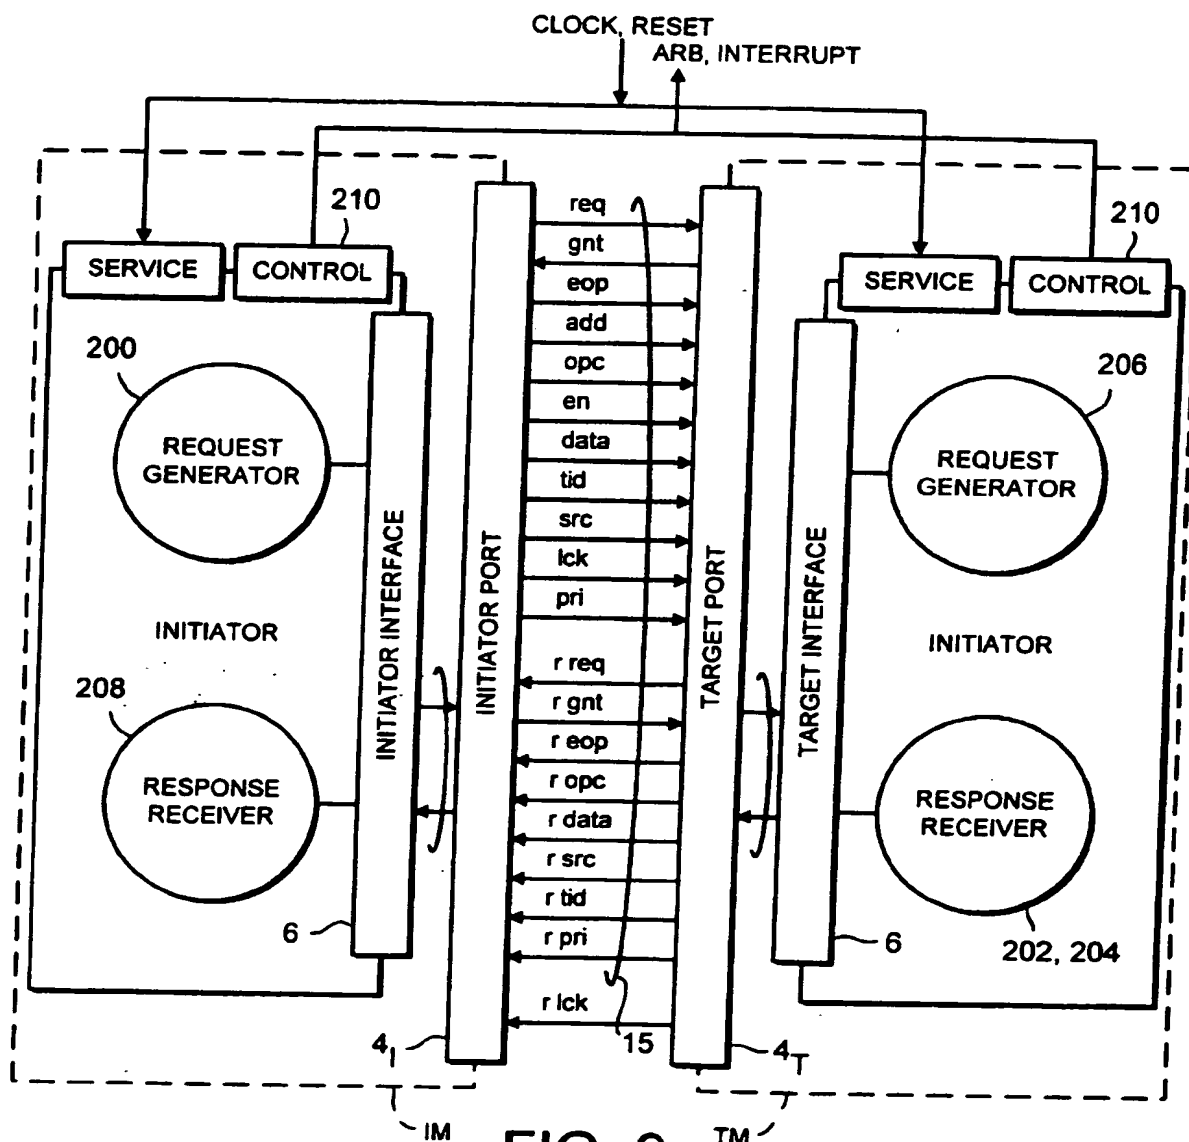 CLOCK, RESET
ARB, INTERRUPT
210
SERVICE
CONTROL
210
SERVICE
CONTROL
req
gnt
eop
add
opc
en
data
tid
src
lck
pri
r req
r gnt
r eop
r opc
r data
r src
r tid
r pri
r lck
200
REQUEST
GENERATOR
INITIATOR
208
RESPONSE
RECEIVER
INITIATOR INTERFACE
INITIATOR PORT
TARGET PORT
TARGET INTERFACE
206
REQUEST
GENERATOR
INITIATOR
RESPONSE
RECEIVER
202, 204
6
6
4I
15
4T
IM
TM